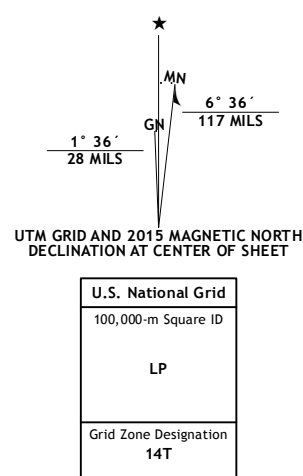 ★
MN
GN
6° 36´
117 MILS
1° 36´
28 MILS
UTM GRID AND 2015 MAGNETIC NORTH
DECLINATION AT CENTER OF SHEET
U.S. National Grid
100,000-m Square ID
LP
Grid Zone Designation
14T